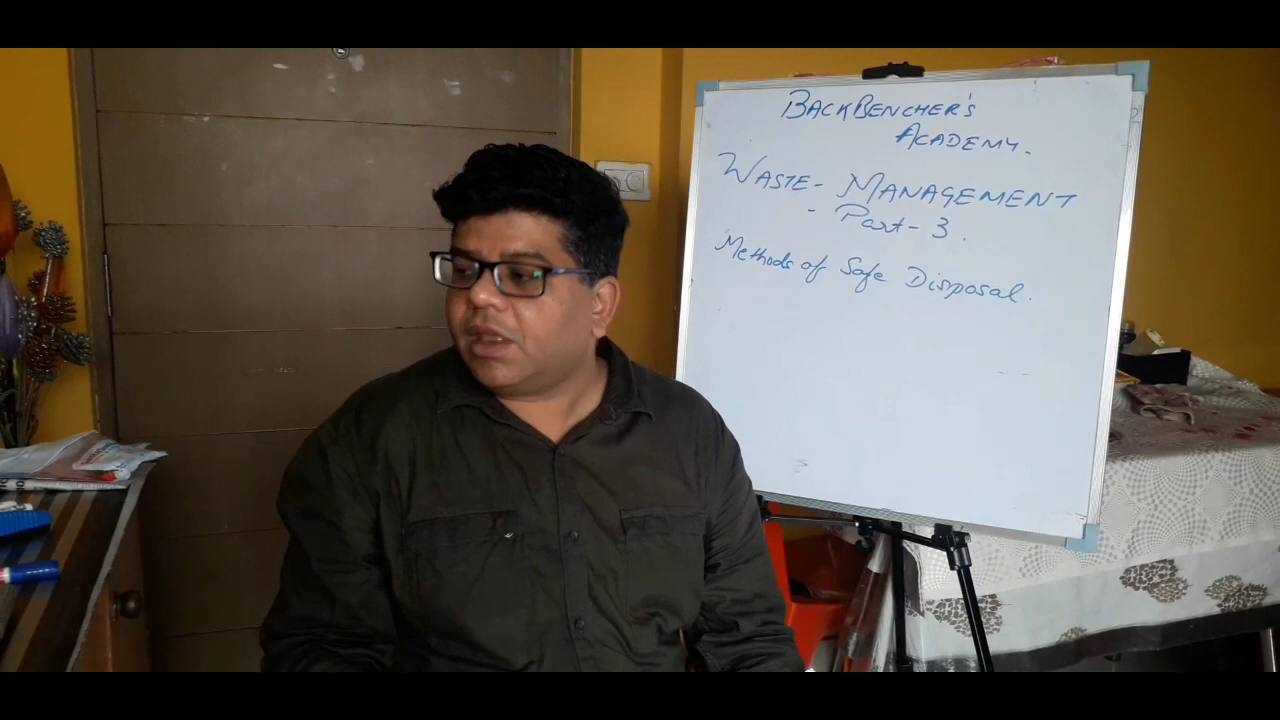 BACKBENCHER'S
ACADEMY.
WASTE- MANAGEMENT
- Part-3.
Methods of Safe Disposal.